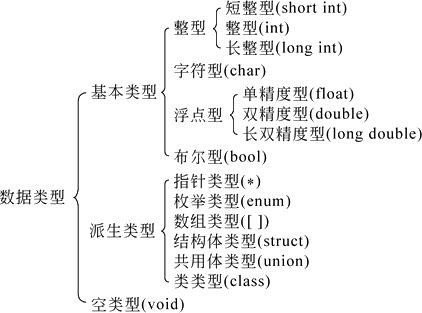 短整型(short int)
整型
整型(int)
长整型(long int)
基本类型
字符型(char)
单精度型(float)
浮点型
双精度型(double)
长双精度型(long double)
布尔型(bool)
数据类型
指针类型(*)
枚举类型(enum)
数组类型([ ])
派生类型
结构体类型(struct)
共用体类型(union)
类类型(class)
空类型(void)